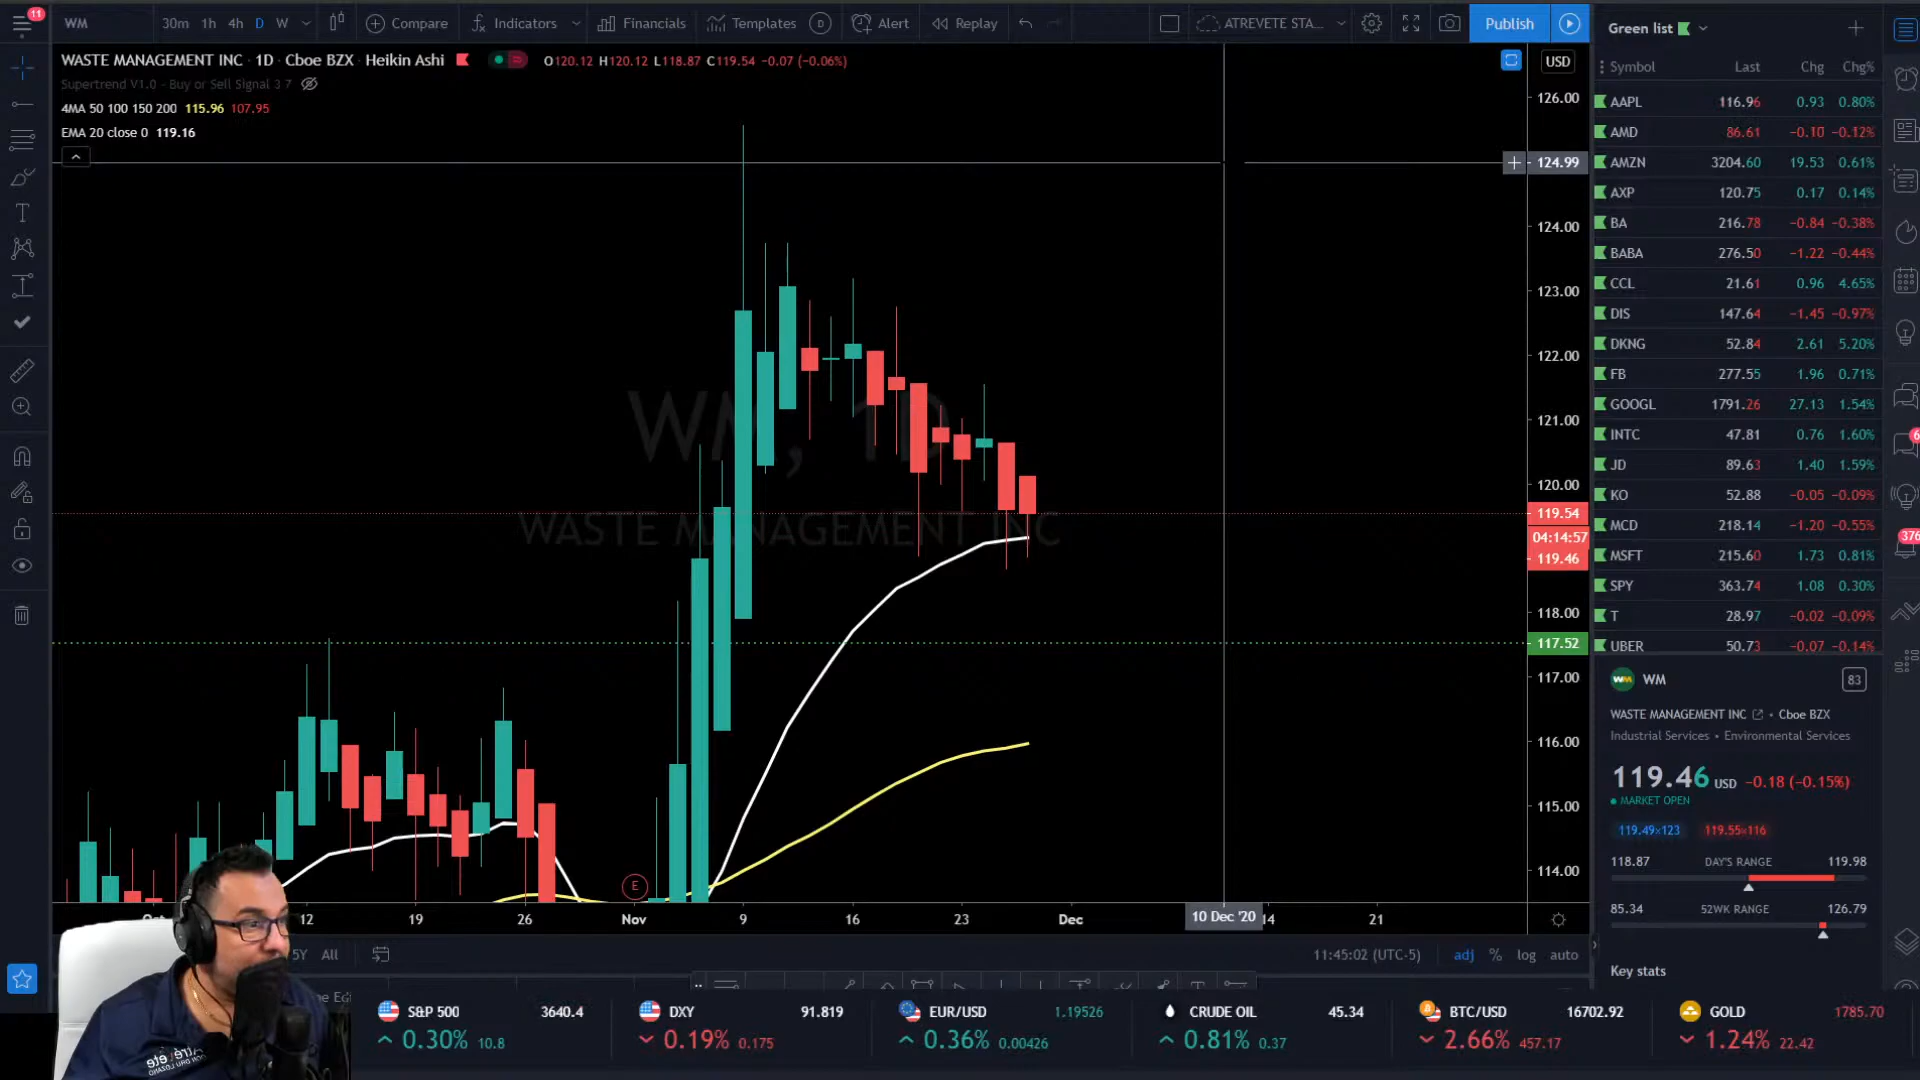 11
WM
30m 1h 4h D W
Compare
Indicators
Financials
Templates
D
Alert
Replay
ATREVETE STA...
Publish
WASTE MANAGEMENT INC · 1D · Cboe BZX · Heikin Ashi
O120.12 H120.12 L118.87 C119.54 −0.07 (−0.06%)
Supertrend V1.0 - Buy or Sell Signal 3 7
4MA 50 100 150 200 115.96 107.95
EMA 20 close 0 119.16
WM, 1D
WASTE MANAGEMENT INC
USD
126.00
124.99
124.00
123.00
122.00
121.00
120.00
119.54
04:14:57
119.46
118.00
117.52
117.00
116.00
115.00
114.00
E
12 19 26 Nov 9 16 23 Dec 10 Dec '20 14 21
5Y All
11:45:02 (UTC-5) adj % log auto
Green list
Symbol Last Chg Chg%
AAPL 116.96 0.93 0.80%
AMD 86.61 −0.10 −0.12%
AMZN 3204.60 19.53 0.61%
AXP 120.75 0.17 0.14%
BA 216.78 −0.84 −0.38%
BABA 276.50 −1.22 −0.44%
CCL 21.61 0.96 4.65%
DIS 147.64 −1.45 −0.97%
DKNG 52.84 2.61 5.20%
FB 277.55 1.96 0.71%
GOOGL 1791.26 27.13 1.54%
INTC 47.81 0.76 1.60%
JD 89.63 1.40 1.59%
KO 52.88 −0.05 −0.09%
MCD 218.14 −1.20 −0.55%
MSFT 215.60 1.73 0.81%
SPY 363.74 1.08 0.30%
T 28.97 −0.02 −0.09%
UBER 50.73 −0.07 −0.14%
WM 83
WASTE MANAGEMENT INC • Cboe BZX
Industrial Services • Environmental Services
119.46 USD −0.18 (−0.15%)
MARKET OPEN
119.49×123 119.55×116
118.87 DAY'S RANGE 119.98
85.34 52WK RANGE 126.79
Key stats
6
376
S&P 500 3640.4
0.30% 10.8
DXY 91.819
0.19% 0.175
EUR/USD 1.19526
0.36% 0.00426
CRUDE OIL 45.34
0.81% 0.37
BTC/USD 16702.92
2.66% 457.17
GOLD 1785.70
1.24% 22.42